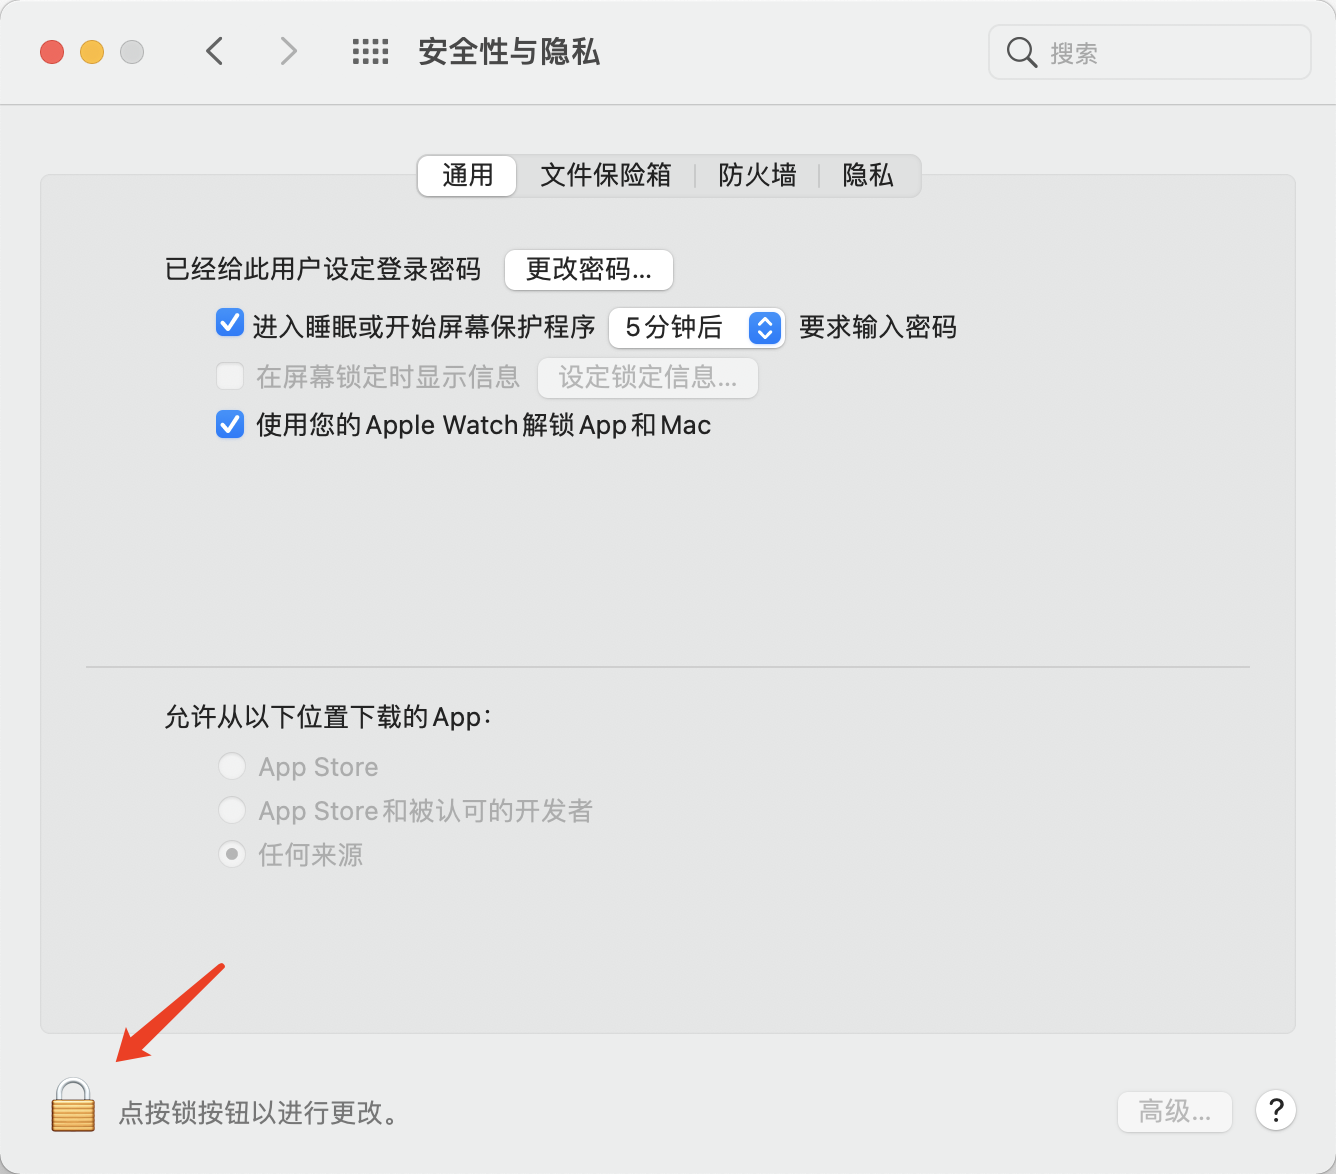 安全性与隐私
搜索
通用 文件保险箱 防火墙 隐私
已经给此用户设定登录密码 更改密码...
进入睡眠或开始屏幕保护程序 5分钟后 要求输入密码
在屏幕锁定时显示信息 设定锁定信息...
使用您的Apple Watch解锁App和Mac
允许从以下位置下载的App：
App Store
App Store和被认可的开发者
任何来源
点按锁按钮以进行更改。
高级... ?